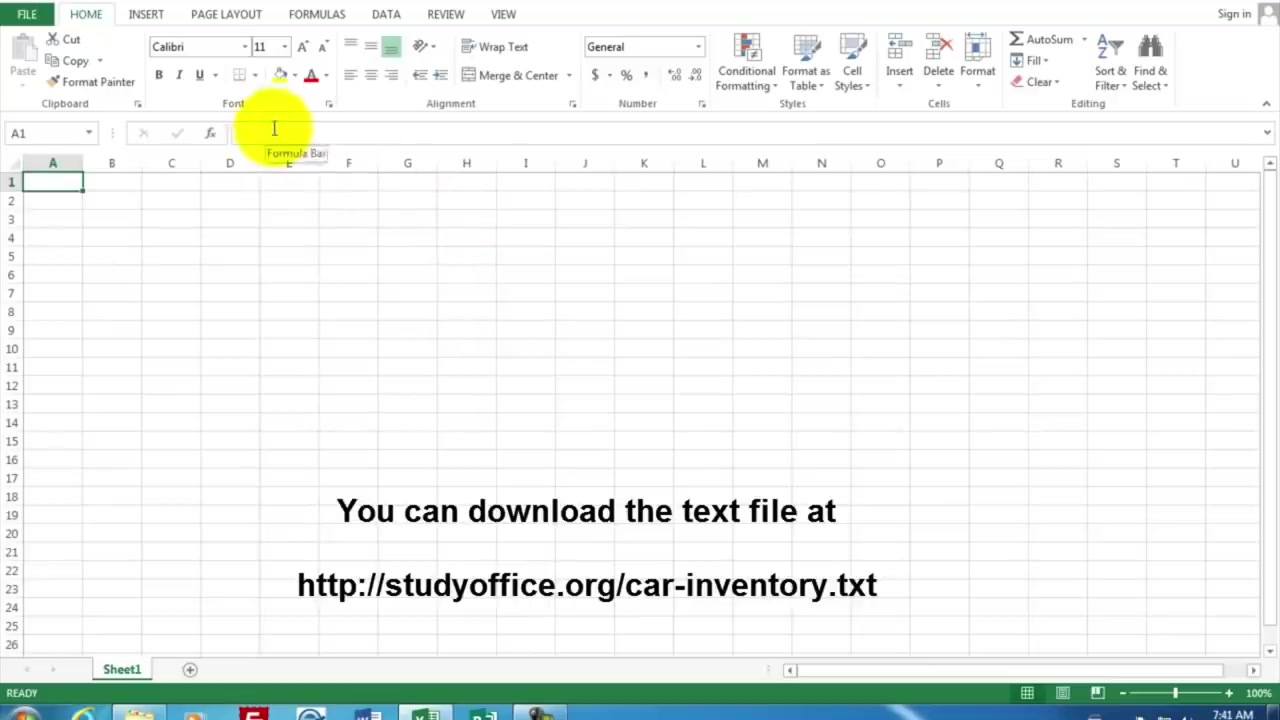 FILE HOME INSERT PAGE LAYOUT FORMULAS DATA REVIEW VIEW Sign in
Cut
Copy
Format Painter
Paste
Clipboard
Calibri 11
B I U A
Font
Wrap Text
Merge & Center
Alignment
General
$ % ,
Number
Conditional Formatting
Format as Table
Cell Styles
Styles
Insert Delete Format
Cells
AutoSum
Fill
Clear
Sort & Filter
Find & Select
Editing
A1 fx
Formula Bar
A B C D E F G H I J K L M N O P Q R S T U
1
2
3
4
5
6
7
8
9
10
11
12
13
14
15
16
17
18
19
20
21
22
23
24
25
26
You can download the text file at
http://studyoffice.org/car-inventory.txt
Sheet1
READY 100%
7:41 AM